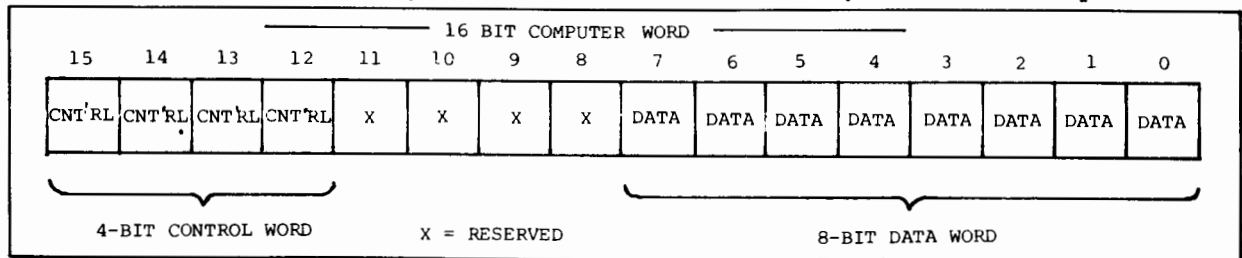 16 BIT COMPUTER WORD
15 14 13 12 11 10 9 8 7 6 5 4 3 2 1 0
CNT'RL CNT'RL CNT'RL CNT'RL X X X X DATA DATA DATA DATA DATA DATA DATA DATA
4-BIT CONTROL WORD X = RESERVED 8-BIT DATA WORD